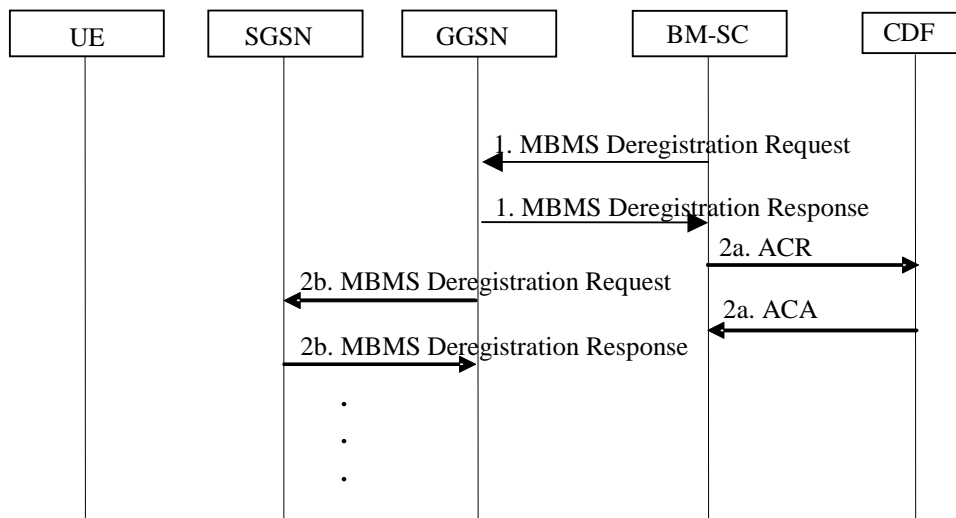 UE
SGSN
GGSN
BM-SC
CDF
1. MBMS Deregistration Request
1. MBMS Deregistration Response
2a. ACR
2b. MBMS Deregistration Request
2a. ACA
2b. MBMS Deregistration Response
.
.
.